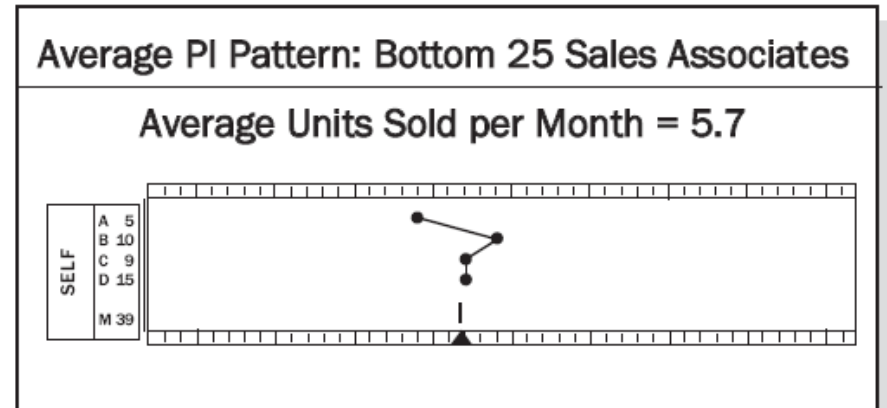 Average PI Pattern: Bottom 25 Sales Associates
Average Units Sold per Month = 5.7
SELF
A 5
B 10
C 9
D 15
M 39